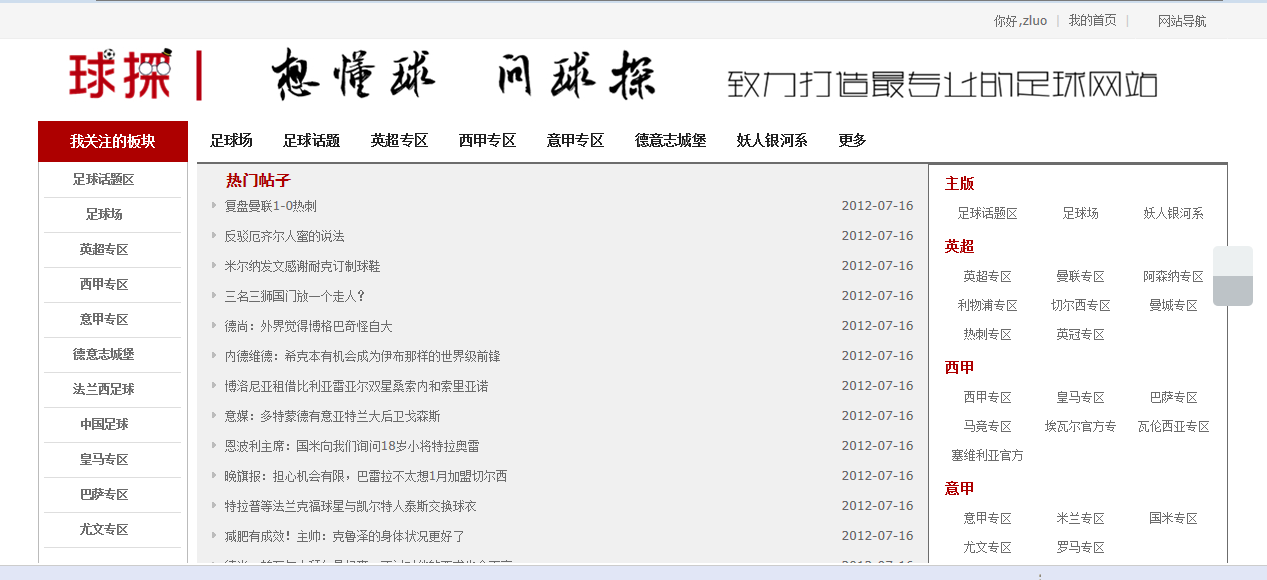 你好,zluo | 我的首页 | 网站导航
球探 想懂球 问球探 致力打造最专业的足球网站
我关注的板块 足球场 足球话题 英超专区 西甲专区 意甲专区 德意志城堡 妖人银河系 更多
足球话题区
足球场
英超专区
西甲专区
意甲专区
德意志城堡
法兰西足球
中国足球
皇马专区
巴萨专区
尤文专区
热门帖子
复盘曼联1-0热刺 2012-07-16
反驳厄齐尔人蜜的说法 2012-07-16
米尔纳发文感谢耐克订制球鞋 2012-07-16
三名三狮国门放一个走人? 2012-07-16
德尚：外界觉得博格巴奇怪自大 2012-07-16
内德维德：希克本有机会成为伊布那样的世界级前锋 2012-07-16
博洛尼亚租借比利亚雷亚尔双星桑索内和索里亚诺 2012-07-16
意媒：多特蒙德有意亚特兰大后卫戈森斯 2012-07-16
恩波利主席：国米向我们询问18岁小将特拉奥雷 2012-07-16
晚旗报：担心机会有限，巴雷拉不太想1月加盟切尔西 2012-07-16
特拉普等法兰克福球星与凯尔特人泰斯交换球衣 2012-07-16
减肥有成效！主帅：克鲁泽的身体状况更好了 2012-07-16
主版
足球话题区 足球场 妖人银河系
英超
英超专区 曼联专区 阿森纳专区
利物浦专区 切尔西专区 曼城专区
热刺专区 英冠专区
西甲
西甲专区 皇马专区 巴萨专区
马竞专区 埃瓦尔官方专 瓦伦西亚专区
塞维利亚官方
意甲
意甲专区 米兰专区 国米专区
尤文专区 罗马专区